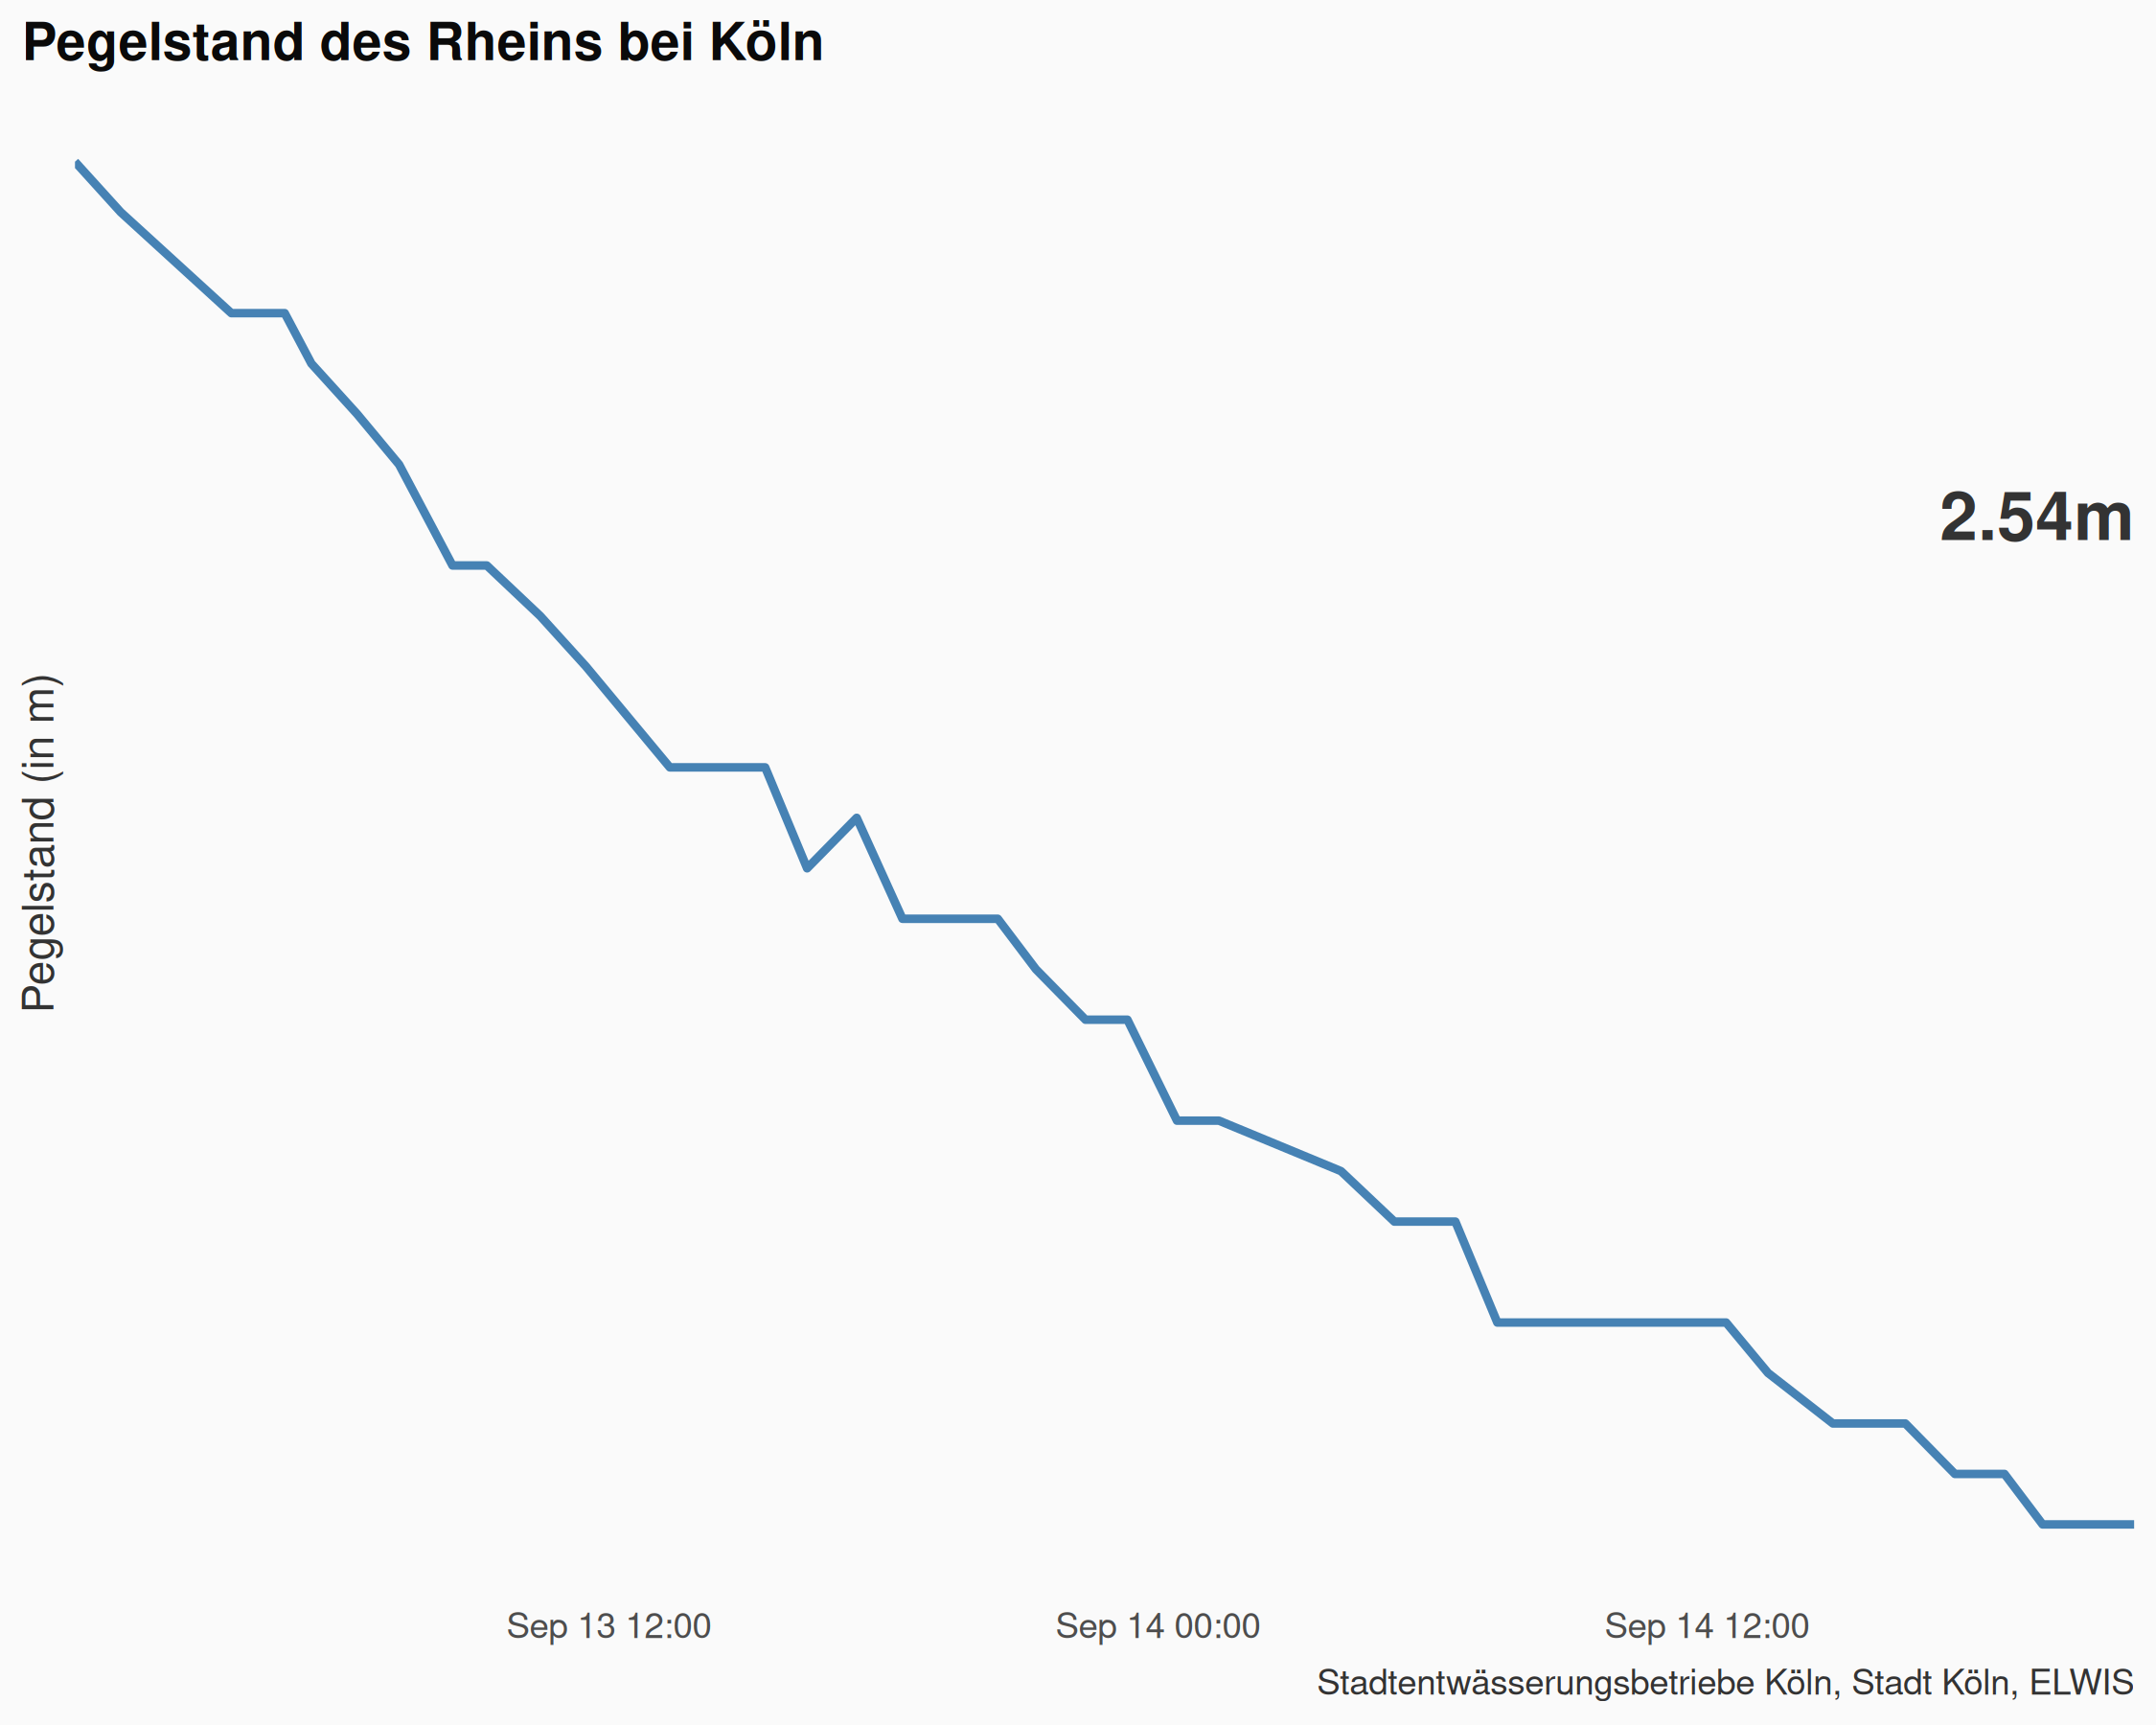 Pegelstand des Rheins bei Köln
2.54m
Pegelstand (in m)
Sep 13 12:00
Sep 14 00:00
Sep 14 12:00
Stadtentwässerungsbetriebe Köln, Stadt Köln, ELWIS